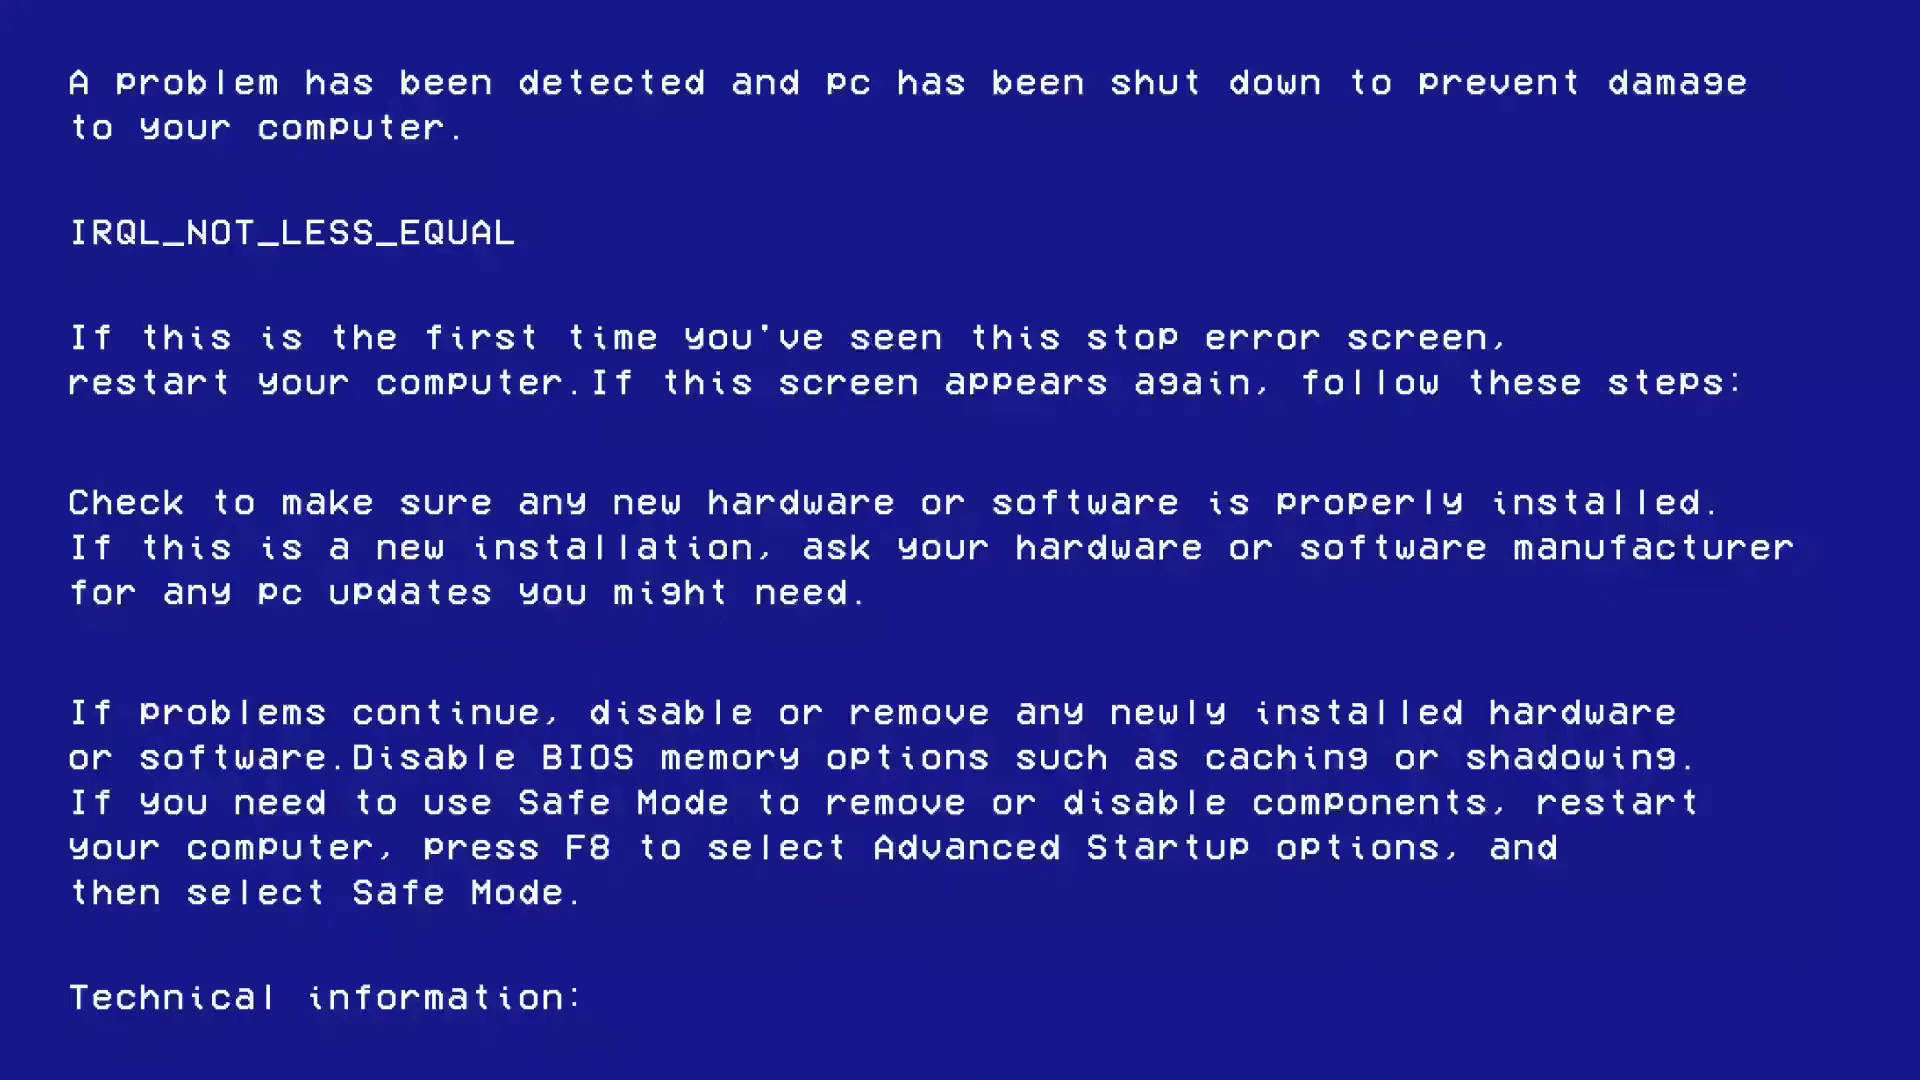 A problem has been detected and pc has been shut down to prevent damage
to your computer.
IRQL_NOT_LESS_EQUAL
If this is the first time you've seen this stop error screen,
restart your computer.If this screen appears again, follow these steps:
Check to make sure any new hardware or software is properly installed.
If this is a new installation, ask your hardware or software manufacturer
for any pc updates you might need.
If problems continue, disable or remove any newly installed hardware
or software.Disable BIOS memory options such as caching or shadowing.
If you need to use Safe Mode to remove or disable components, restart
your computer, press F8 to select Advanced Startup options, and
then select Safe Mode.
Technical information: